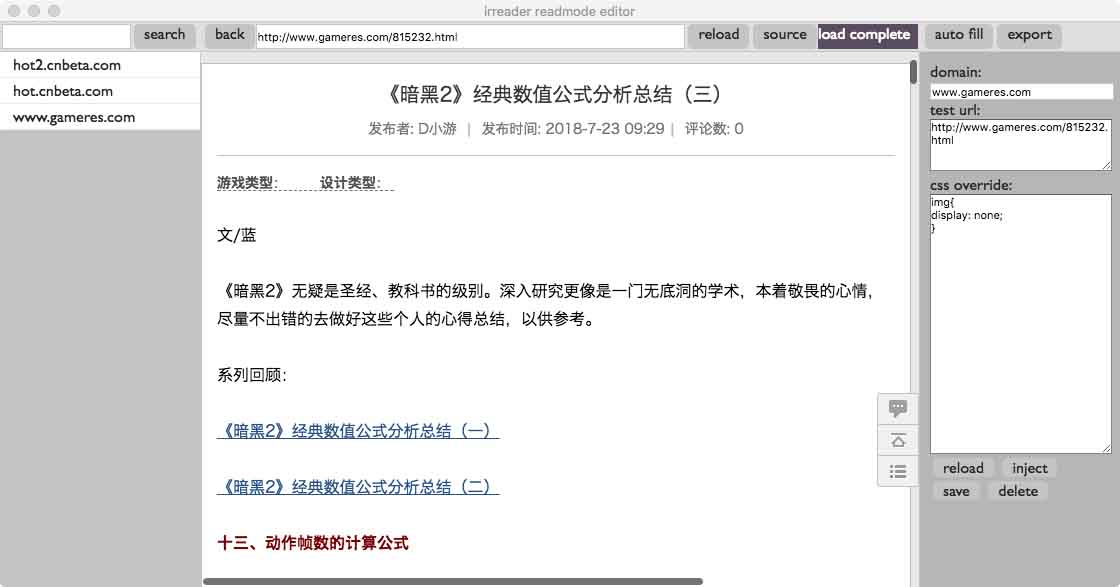 irreader readmode editor
search back http://www.gameres.com/815232.html reload source load complete auto fill export
hot2.cnbeta.com
hot.cnbeta.com
www.gameres.com
《暗黑2》经典数值公式分析总结（三）
发布者: D小游 | 发布时间: 2018-7-23 09:29 | 评论数: 0
游戏类型: 设计类型:
文/蓝
《暗黑2》无疑是圣经、教科书的级别。深入研究更像是一门无底洞的学术，本着敬畏的心情，
尽量不出错的去做好这些个人的心得总结，以供参考。
系列回顾：
《暗黑2》经典数值公式分析总结（一）
《暗黑2》经典数值公式分析总结（二）
十三、动作帧数的计算公式
domain:
www.gameres.com
test url:
http://www.gameres.com/815232.
html
css override:
img{
display: none;
}
reload inject
save delete